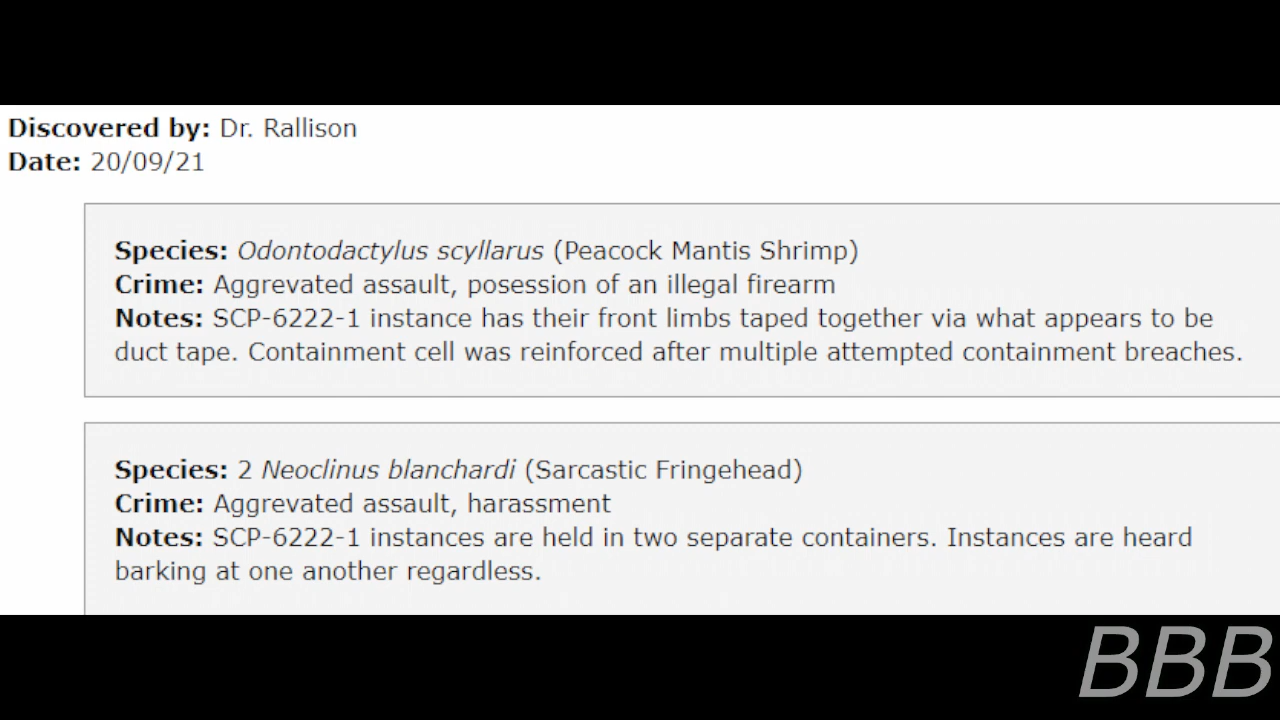 Discovered by: Dr. Rallison
Date: 20/09/21
Species: Odontodactylus scyllarus (Peacock Mantis Shrimp)
Crime: Aggrevated assault, posession of an illegal firearm
Notes: SCP-6222-1 instance has their front limbs taped together via what appears to be
duct tape. Containment cell was reinforced after multiple attempted containment breaches.
Species: 2 Neoclinus blanchardi (Sarcastic Fringehead)
Crime: Aggrevated assault, harassment
Notes: SCP-6222-1 instances are held in two separate containers. Instances are heard
barking at one another regardless.
BBB